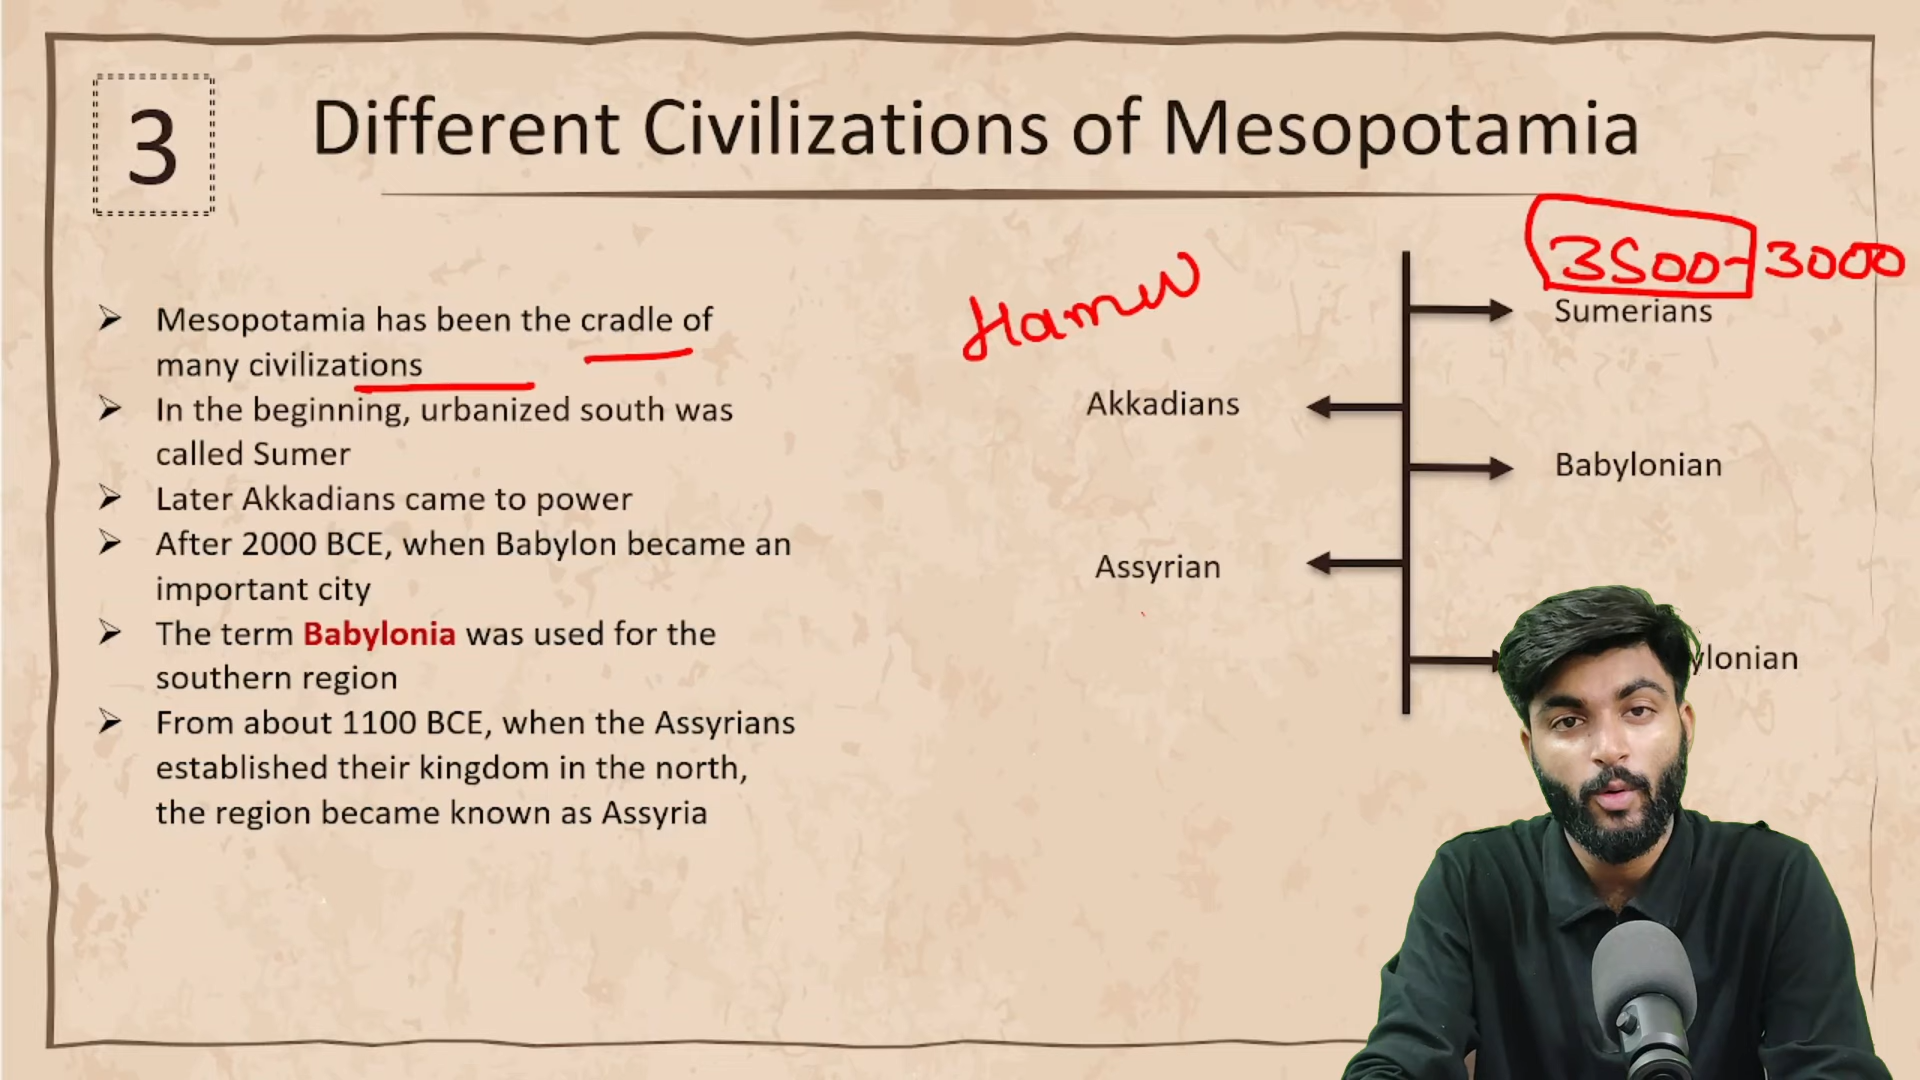 3
Different Civilizations of Mesopotamia
➢ Mesopotamia has been the cradle of
many civilizations
➢ In the beginning, urbanized south was
called Sumer
➢ Later Akkadians came to power
➢ After 2000 BCE, when Babylon became an
important city
➢ The term Babylonia was used for the
southern region
➢ From about 1100 BCE, when the Assyrians
established their kingdom in the north,
the region became known as Assyria
3500-3000
Sumerians
Akkadians
Babylonian
Assyrian
ylonian